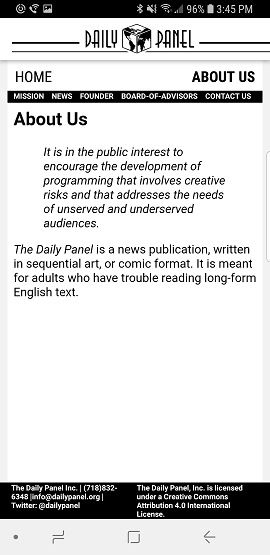 96% 3:45 PM
DAILY PANEL
HOME ABOUT US
MISSION NEWS FOUNDER BOARD-OF-ADVISORS CONTACT US
About Us
It is in the public interest to
encourage the development of
programming that involves creative
risks and that addresses the needs
of unserved and underserved
audiences.
The Daily Panel is a news publication, written
in sequential art, or comic format. It is meant
for adults who have trouble reading long-form
English text.
The Daily Panel Inc. | (718)832-
6348 |info@dailypanel.org |
Twitter: @dailypanel
The Daily Panel, Inc. is licensed
under a Creative Commons
Attribution 4.0 International
License.